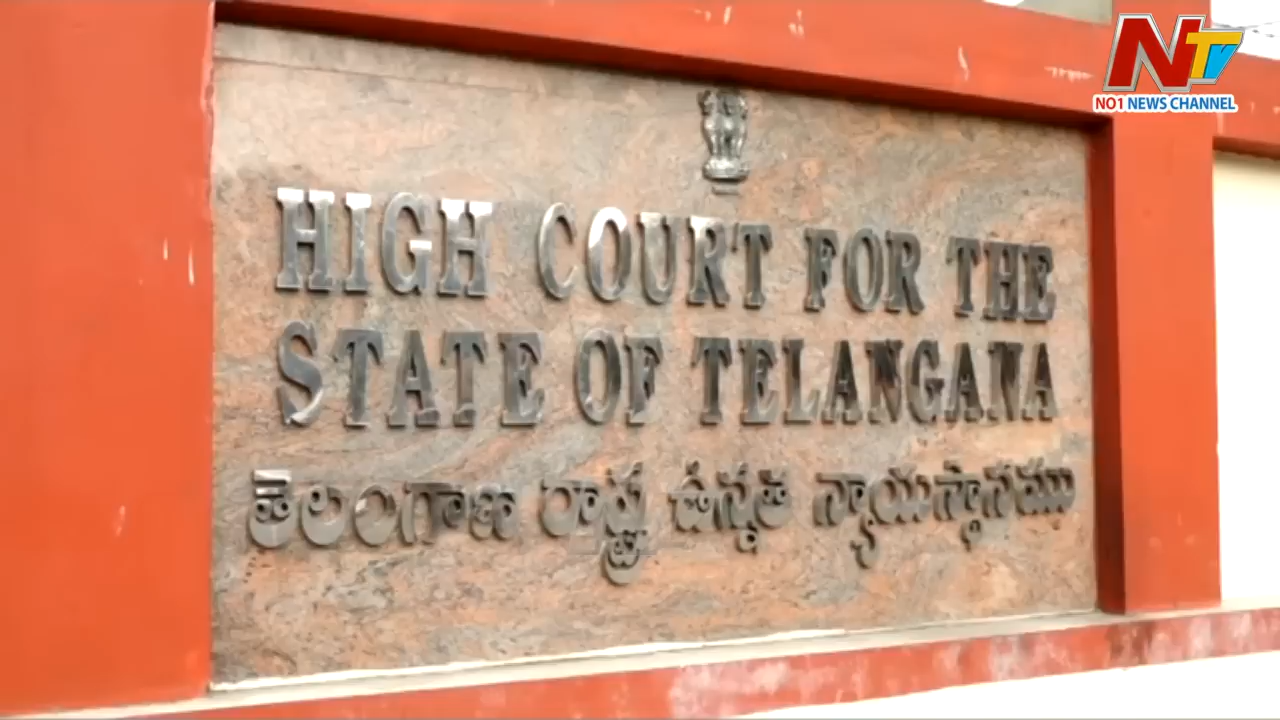 NTV
NO1 NEWS CHANNEL
HIGH COURT FOR THE
STATE OF TELANGANA
తెలంగాణ రాష్ట్ర ఉన్నత న్యాయస్థానము